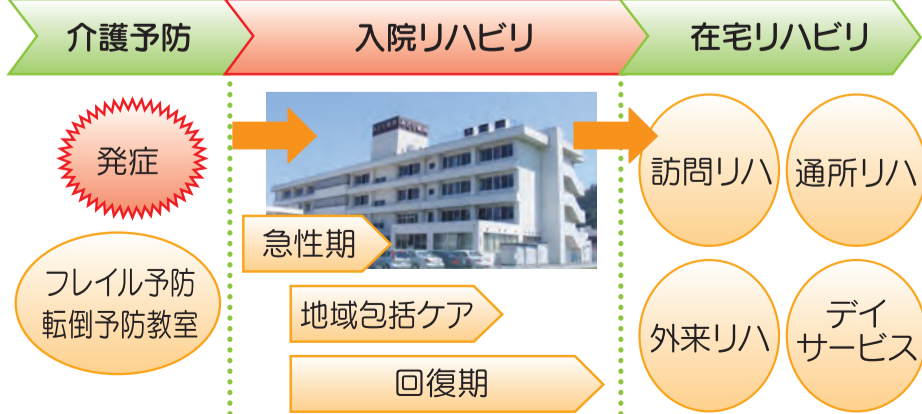 介護予防
入院リハビリ
在宅リハビリ
発症
フレイル予防
転倒予防教室
急性期
地域包括ケア
回復期
訪問リハ
通所リハ
外来リハ
デイ
サービス